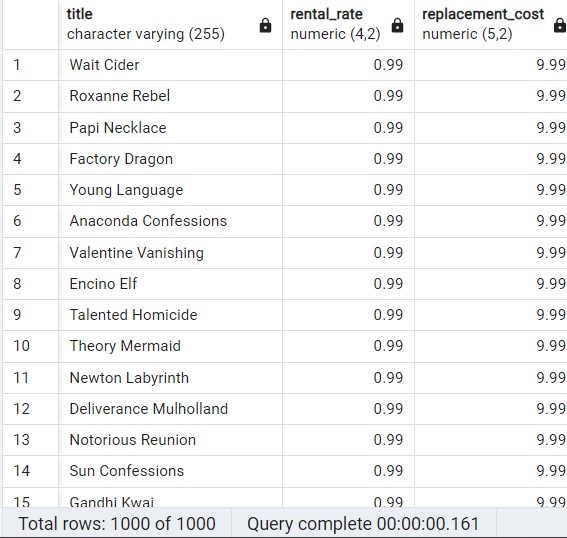 title rental_rate replacement_cost
character varying (255) numeric (4,2) numeric (5,2)
1 Wait Cider 0.99 9.99
2 Roxanne Rebel 0.99 9.99
3 Papi Necklace 0.99 9.99
4 Factory Dragon 0.99 9.99
5 Young Language 0.99 9.99
6 Anaconda Confessions 0.99 9.99
7 Valentine Vanishing 0.99 9.99
8 Encino Elf 0.99 9.99
9 Talented Homicide 0.99 9.99
10 Theory Mermaid 0.99 9.99
11 Newton Labyrinth 0.99 9.99
12 Deliverance Mulholland 0.99 9.99
13 Notorious Reunion 0.99 9.99
14 Sun Confessions 0.99 9.99
15 Gandhi Kwai 0.99 9.99
Total rows: 1000 of 1000 Query complete 00:00:00.161